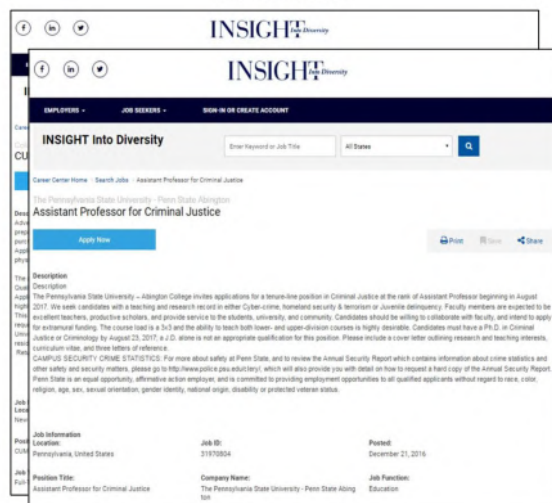 INSIGHT Into Diversity
INSIGHT Into Diversity
EMPLOYERS
JOB SEEKERS
SIGN-IN OR CREATE ACCOUNT
INSIGHT Into Diversity
Enter Keyword or Job Title
All States
Career Center Home
Search Jobs
Assistant Professor for Criminal Justice
The Pennsylvania State University - Penn State Abington
Assistant Professor for Criminal Justice
Apply Now
Print
Save
Share
Description
Description
The Pennsylvania State University – Abington College invites applications for a tenure-line position in Criminal Justice at the rank of Assistant Professor beginning in August
2017. We seek candidates with a teaching and research record in either Cyber-crime, homeland security & terrorism or Juvenile delinquency. Faculty members are expected to be
excellent teachers, productive scholars, and provide service to the students, university, and community. Candidates should be willing to collaborate with faculty, and intend to apply
for extramural funding. The course load is a 3x3 and the ability to teach both lower- and upper-division courses is highly desirable. Candidates must have a Ph.D. in Criminal
Justice or Criminology by August 23, 2017; a J.D. alone is not an appropriate qualification for this position. Please include a cover letter outlining research and teaching interests,
curriculum vitae, and three letters of reference.
CAMPUS SECURITY CRIME STATISTICS: For more about safety at Penn State, and to review the Annual Security Report which contains information about crime statistics and
other safety and security matters, please go to http://www.police.psu.edu/clery/, which will also provide you with detail on how to request a hard copy of the Annual Security Report.
Penn State is an equal opportunity, affirmative action employer, and is committed to providing employment opportunities to all qualified applicants without regard to race, color,
religion, age, sex, sexual orientation, gender identity, national origin, disability or protected veteran status.
Job Information
Location:
Pennsylvania, United States
Job ID:
31970804
Posted:
December 21, 2016
Position Title:
Assistant Professor for Criminal Justice
Company Name:
The Pennsylvania State University - Penn State Abing
ton
Job Function:
Education